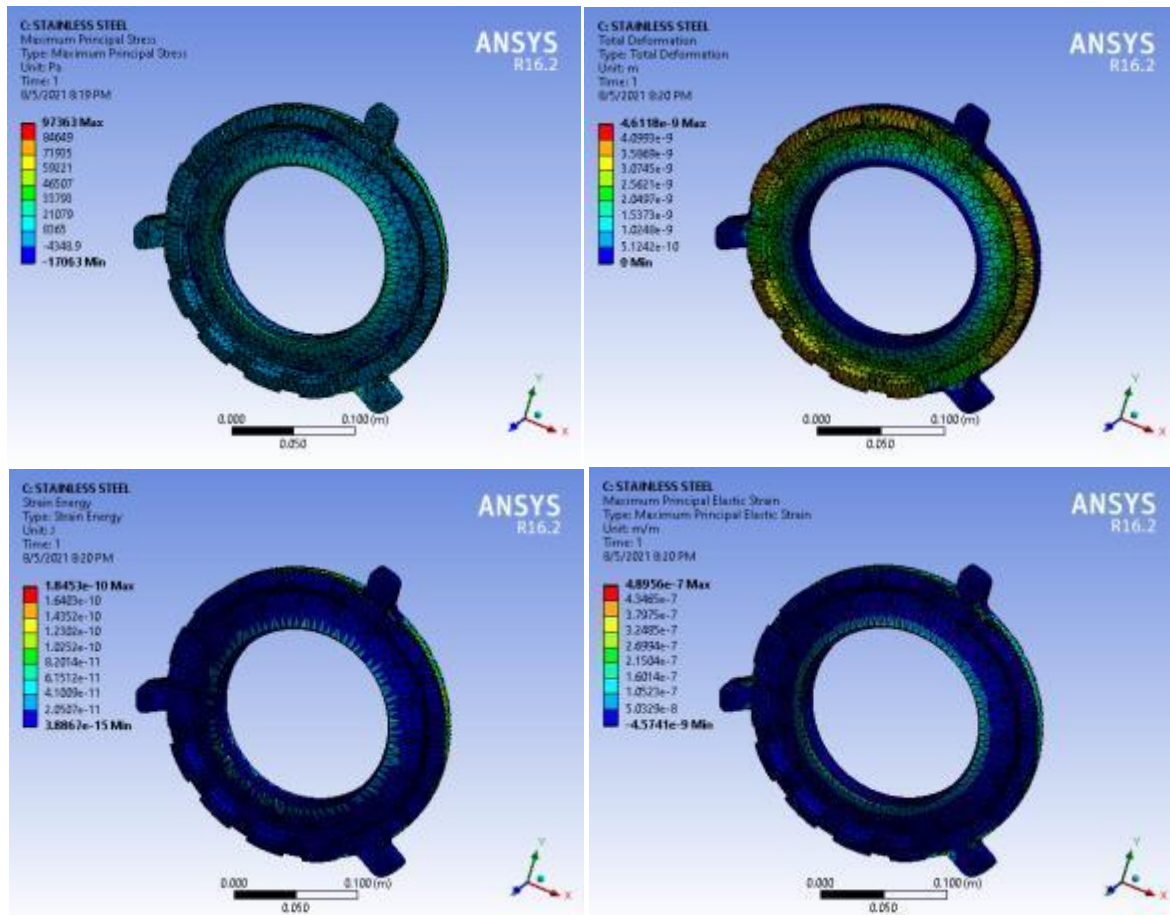 C: STAINLESS STEEL
Maximum Principal Stress
Type: Maximum Principal Stress
Unit: Pa
Time: 1
8/5/2021 8:19 PM
ANSYS
R16.2
97363 Max
84649
71935
59221
46507
33793
21079
8365
-4348.9
-17063 Min
0.000
0.100 (m)
0.050
Y
X
C: STAINLESS STEEL
Total Deformation
Type: Total Deformation
Unit: m
Time: 1
8/5/2021 8:20 PM
ANSYS
R16.2
4.6118e-9 Max
4.0993e-9
3.5869e-9
3.0745e-9
2.5621e-9
2.0497e-9
1.5373e-9
1.0248e-9
5.1242e-10
0 Min
0.000
0.100 (m)
0.050
Y
X
C: STAINLESS STEEL
Strain Energy
Type: Strain Energy
Unit: J
Time: 1
8/5/2021 8:20 PM
ANSYS
R16.2
1.8453e-10 Max
1.6403e-10
1.4352e-10
1.2302e-10
1.0252e-10
8.2014e-11
6.1512e-11
4.1009e-11
2.0507e-11
3.8867e-15 Min
0.000
0.100 (m)
0.050
Y
X
C: STAINLESS STEEL
Maximum Principal Elastic Strain
Type: Maximum Principal Elastic Strain
Unit: m/m
Time: 1
8/5/2021 8:20 PM
ANSYS
R16.2
4.8956e-7 Max
4.3465e-7
3.7975e-7
3.2485e-7
2.6994e-7
2.1504e-7
1.6014e-7
1.0523e-7
5.0329e-8
-4.5741e-9 Min
0.000
0.100 (m)
0.050
Y
X